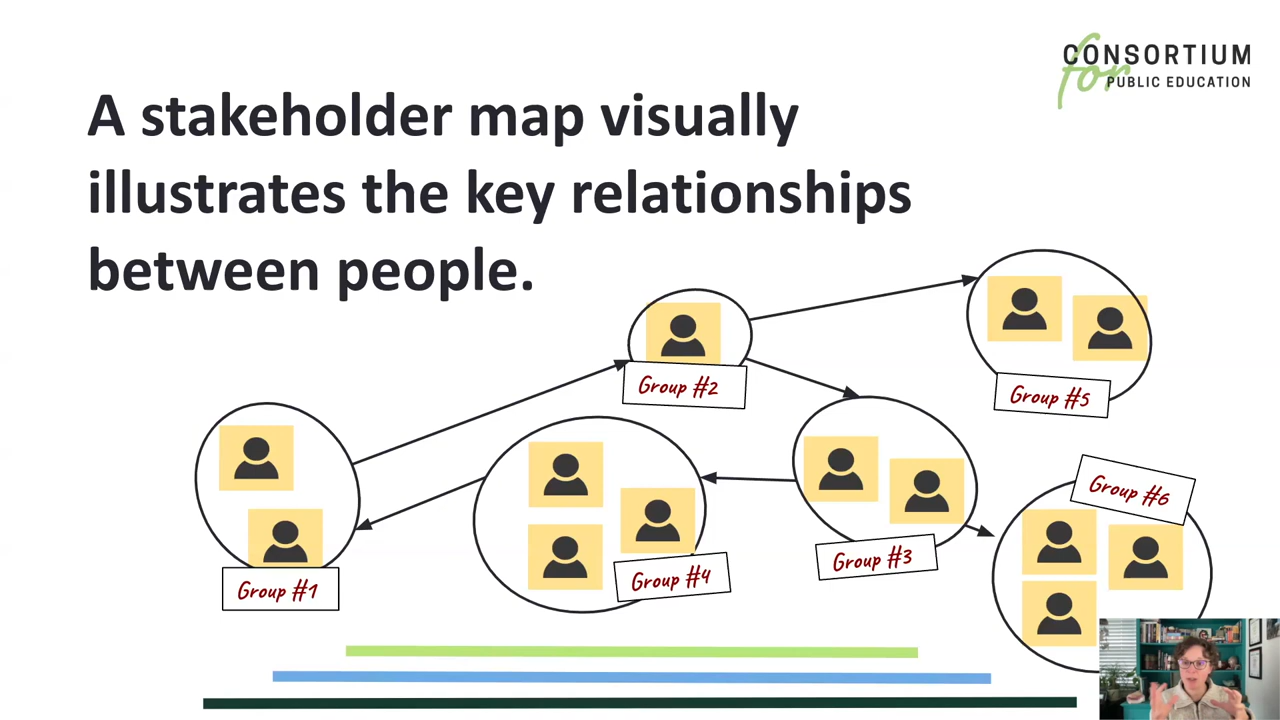 CONSORTIUM
for PUBLIC EDUCATION
A stakeholder map visually
illustrates the key relationships
between people.
Group #2
Group #5
Group #6
Group #3
Group #4
Group #1